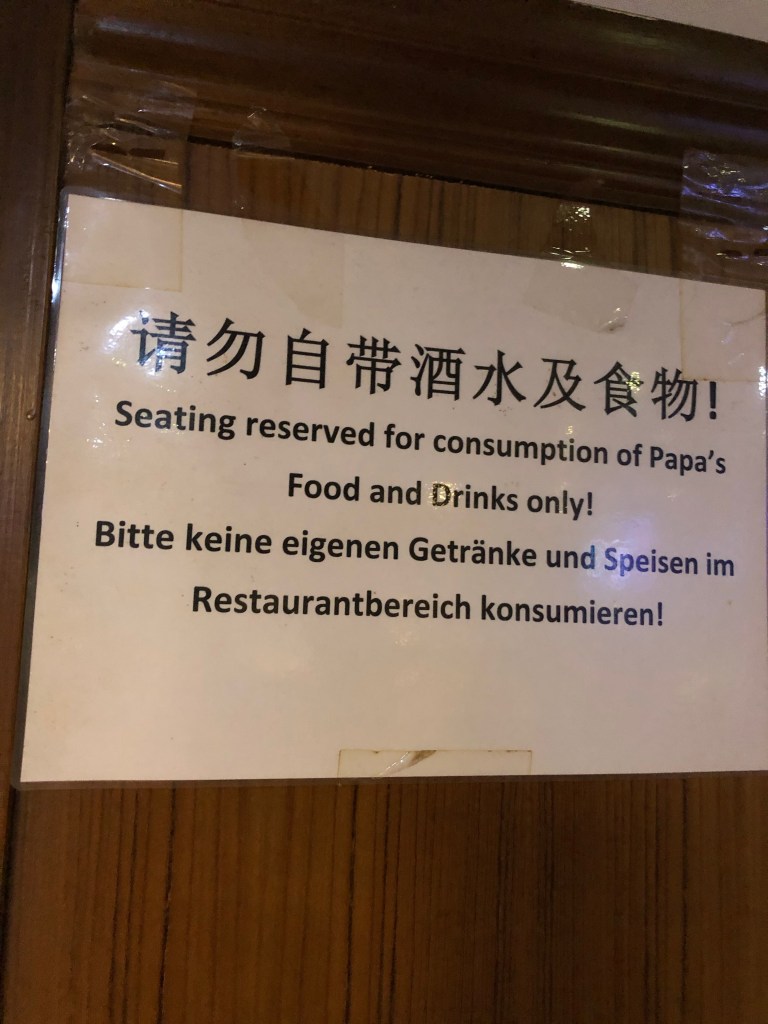 请勿自带酒水及食物!
Seating reserved for consumption of Papa's
Food and Drinks only!
Bitte keine eigenen Getränke und Speisen im
Restaurantbereich konsumieren!